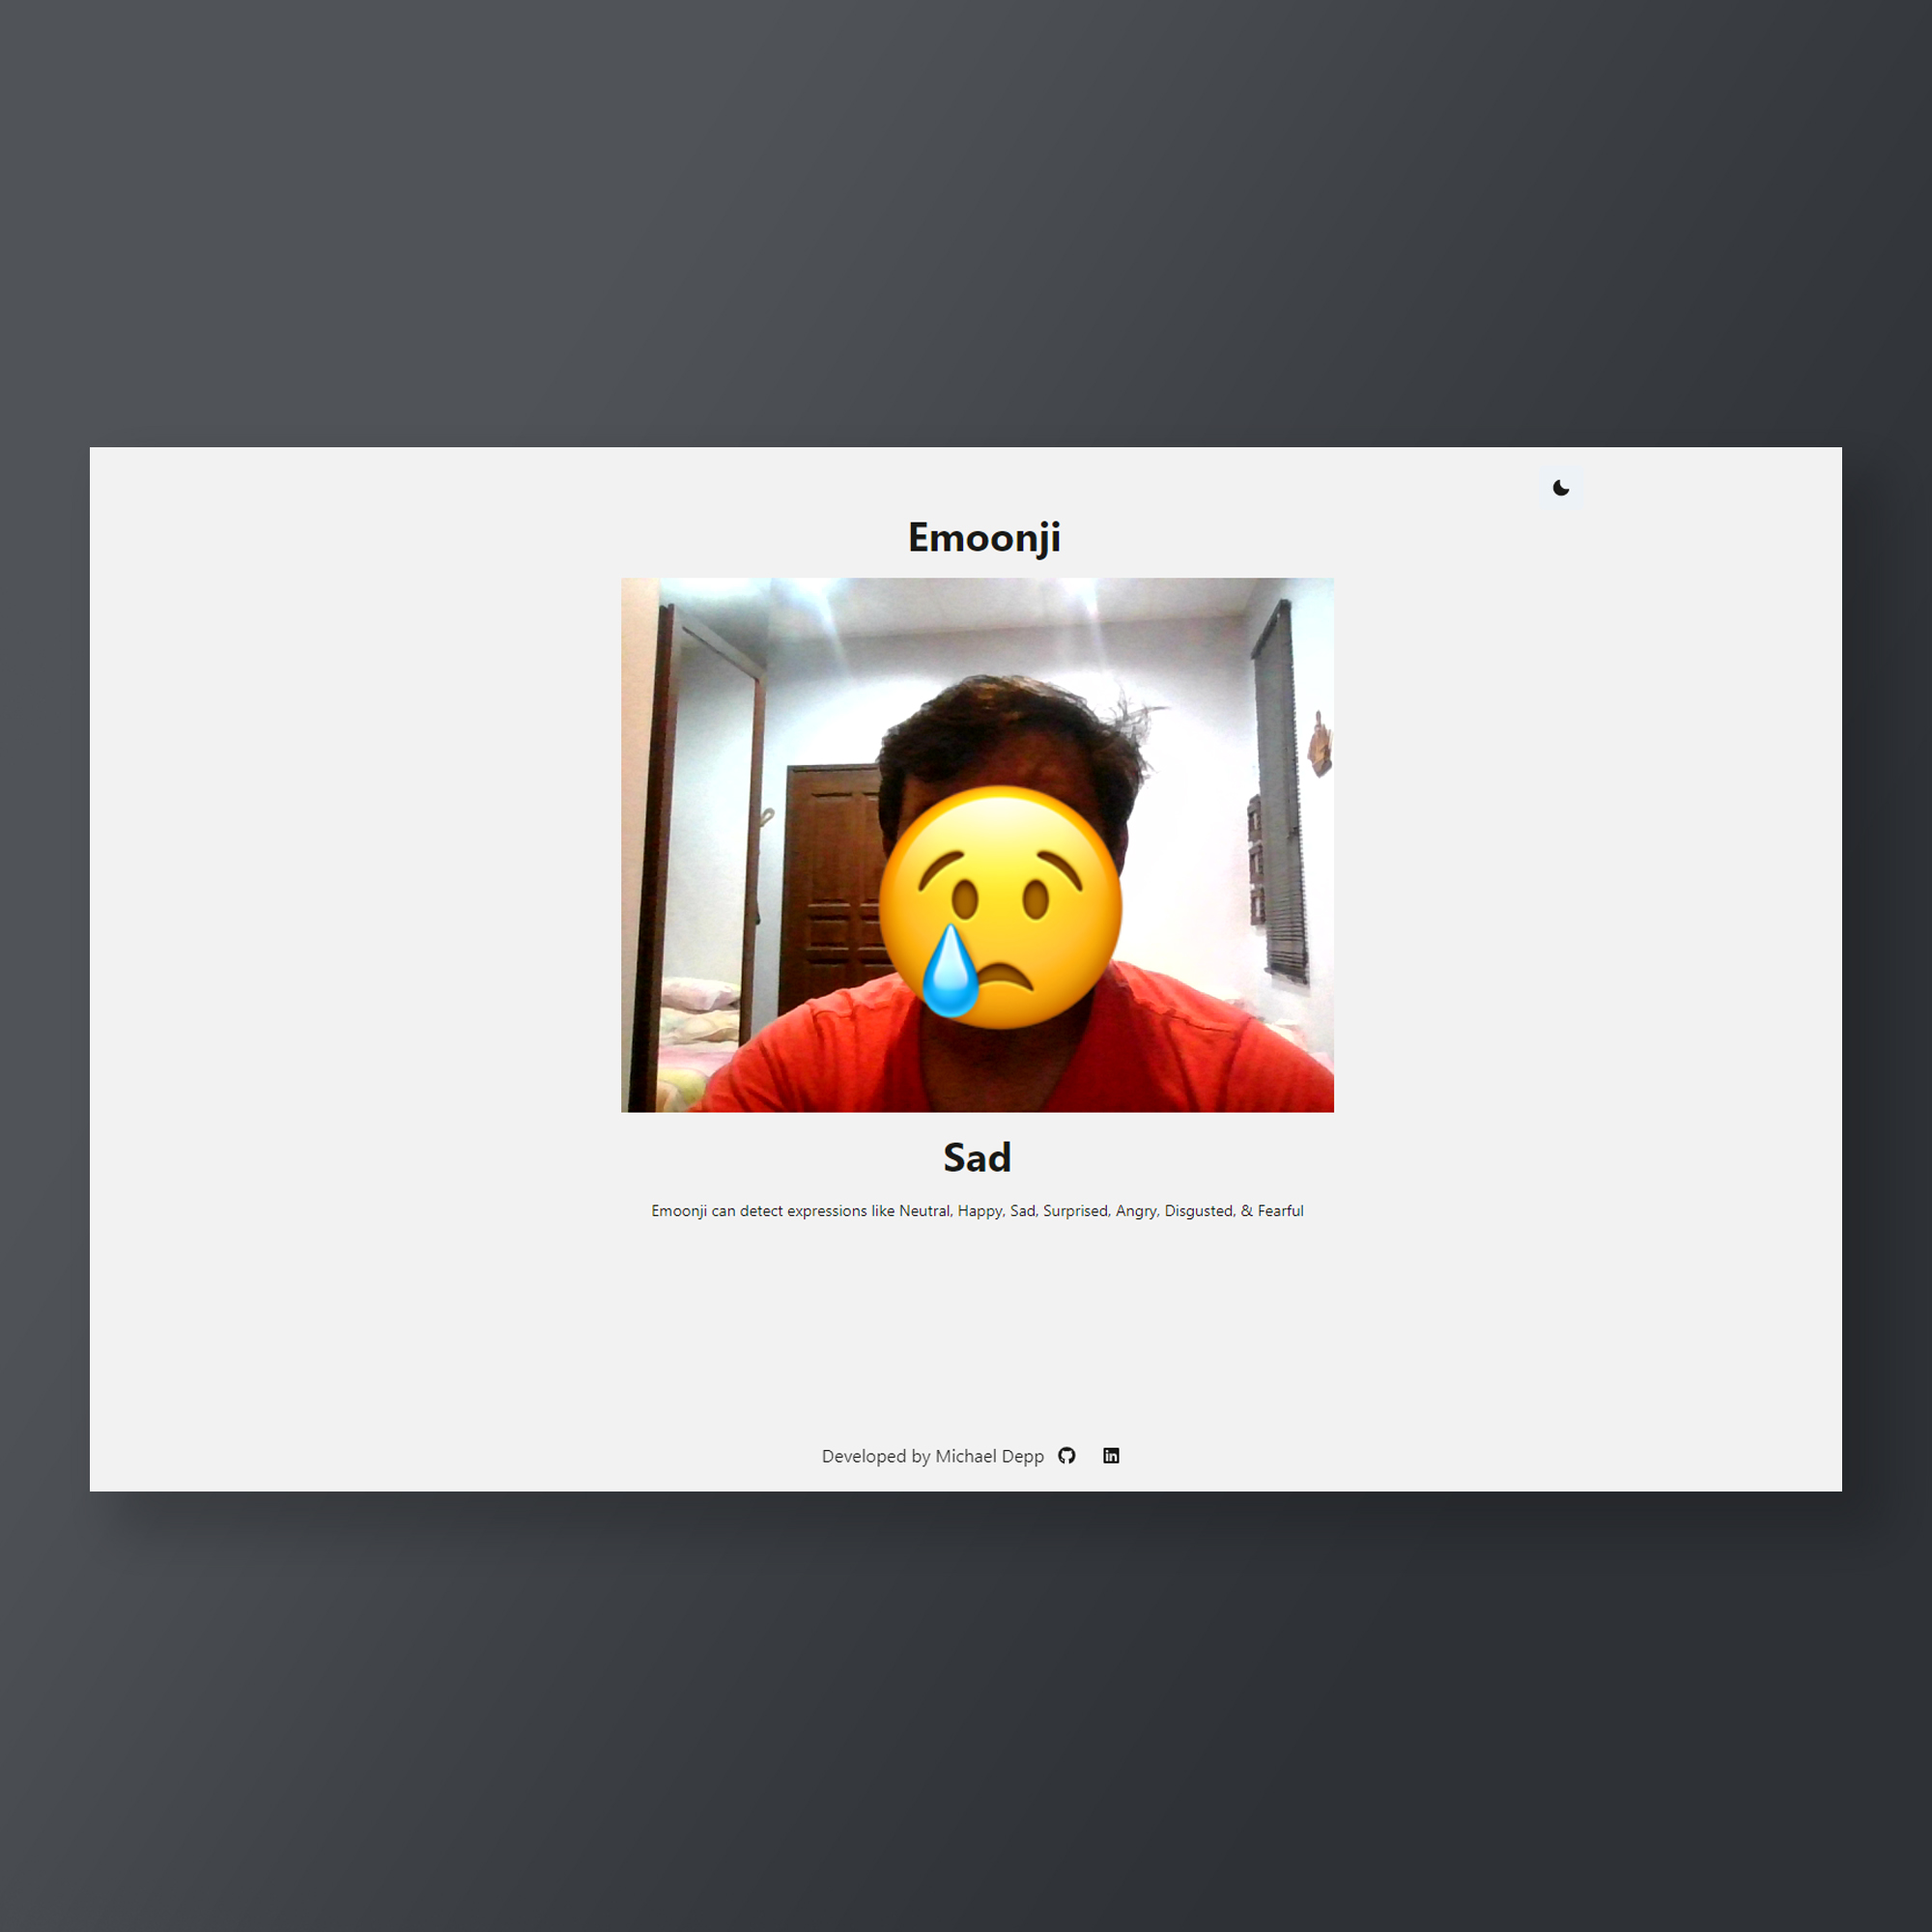 Emoonji
Sad
Emoonji can detect expressions like Neutral, Happy, Sad, Surprised, Angry, Disgusted, & Fearful
Developed by Michael Depp